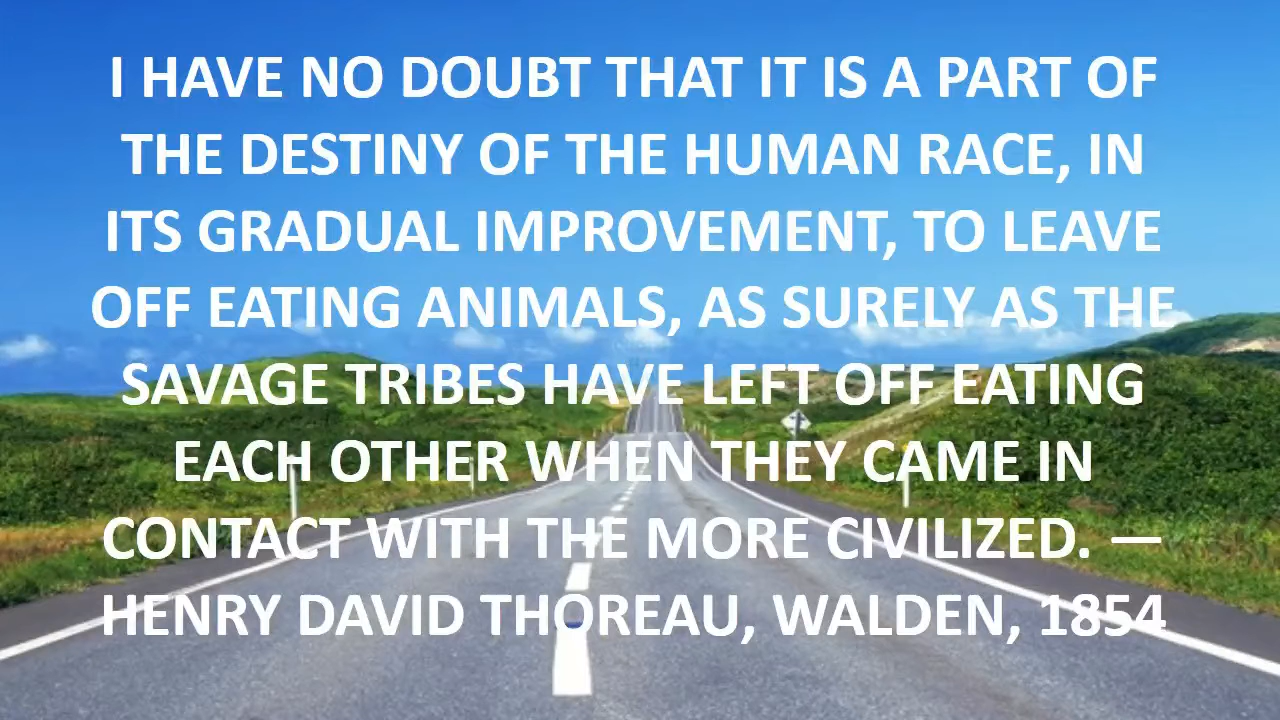 I HAVE NO DOUBT THAT IT IS A PART OF
THE DESTINY OF THE HUMAN RACE, IN
ITS GRADUAL IMPROVEMENT, TO LEAVE
OFF EATING ANIMALS, AS SURELY AS THE
SAVAGE TRIBES HAVE LEFT OFF EATING
EACH OTHER WHEN THEY CAME IN
CONTACT WITH THE MORE CIVILIZED. —
HENRY DAVID THOREAU, WALDEN, 1854